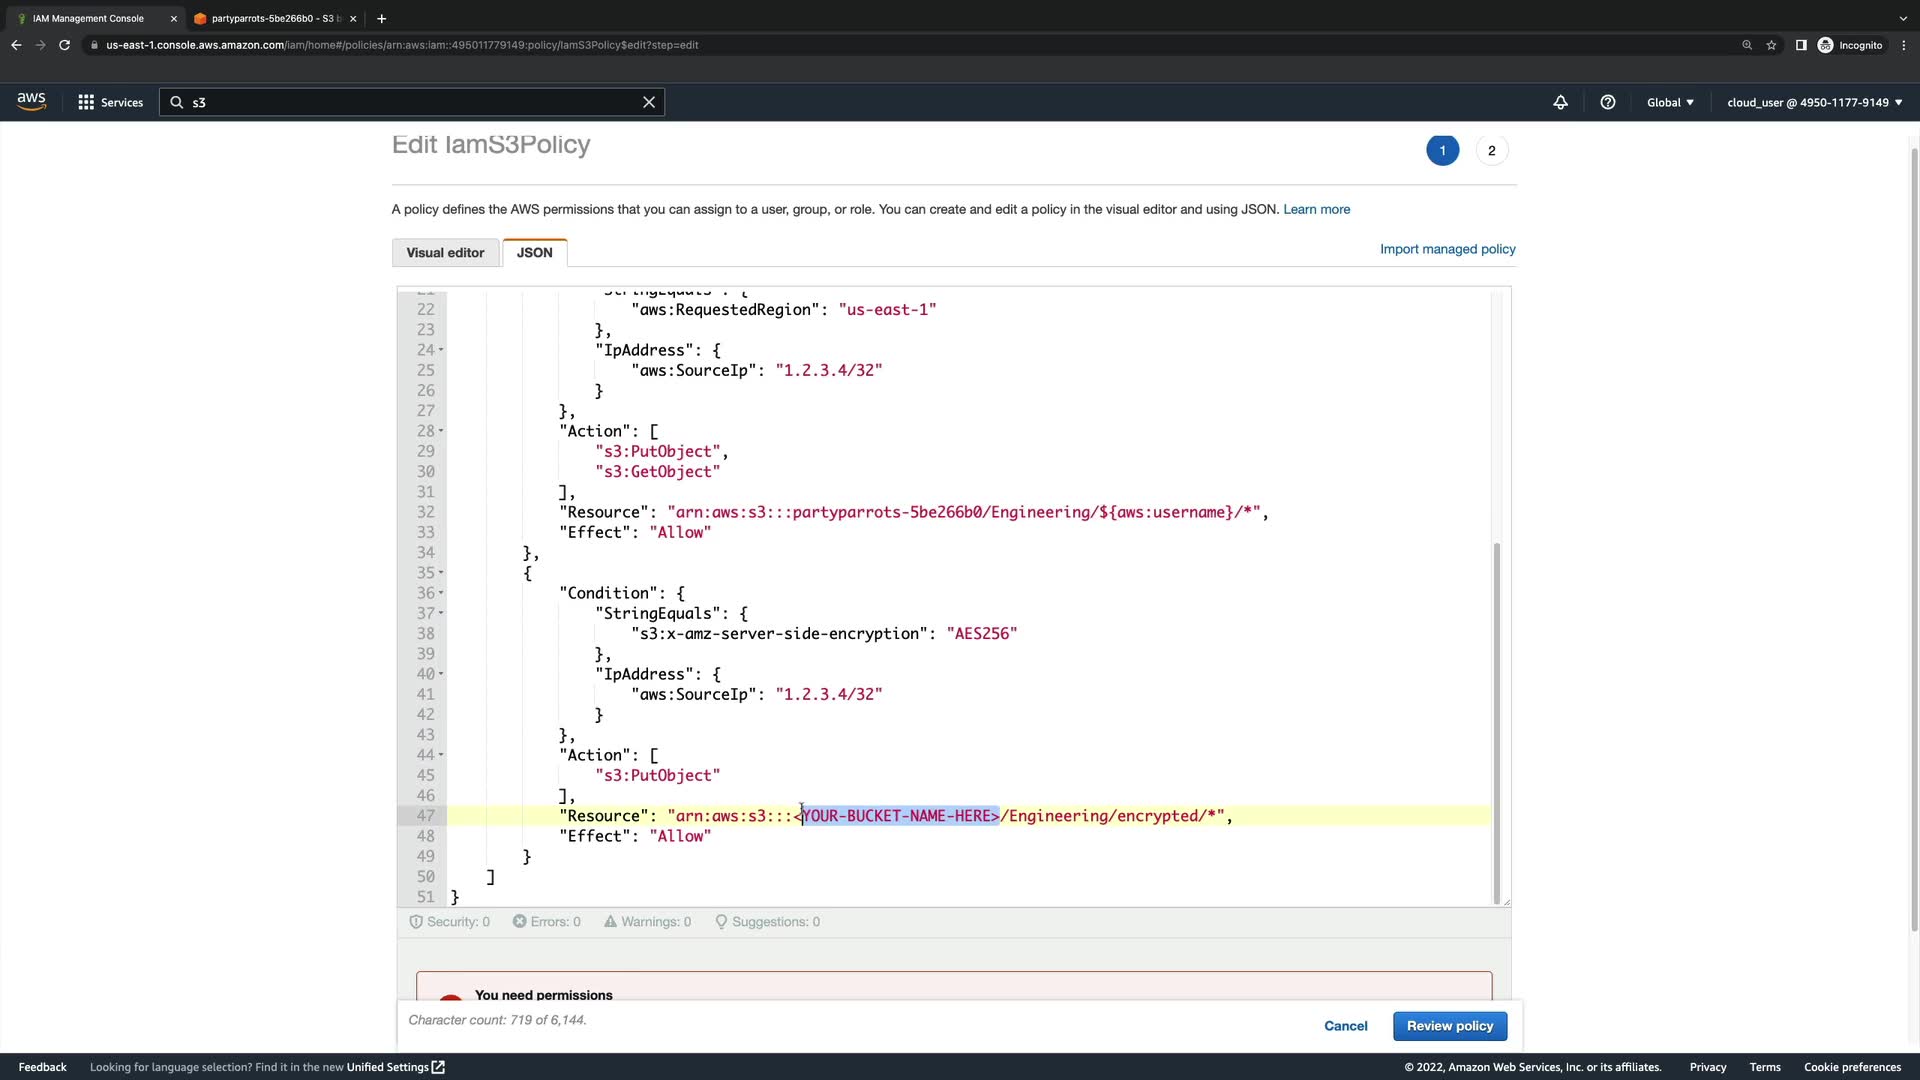 IAM Management Console
partyparrots-5be266b0 - S3 b
us-east-1.console.aws.amazon.com/iam/home#/policies/arn:aws:iam::495011779149:policy/IamS3Policy$edit?step=edit
Incognito
aws
Services
s3
Global
cloud_user @ 4950-1177-9149
Edit IamS3Policy
1
2
A policy defines the AWS permissions that you can assign to a user, group, or role. You can create and edit a policy in the visual editor and using JSON. Learn more
Visual editor
JSON
Import managed policy
21 "StringEquals": {
22 "aws:RequestedRegion": "us-east-1"
23 },
24 "IpAddress": {
25 "aws:SourceIp": "1.2.3.4/32"
26 }
27 },
28 "Action": [
29 "s3:PutObject",
30 "s3:GetObject"
31 ],
32 "Resource": "arn:aws:s3:::partyparrots-5be266b0/Engineering/${aws:username}/*",
33 "Effect": "Allow"
34 },
35 {
36 "Condition": {
37 "StringEquals": {
38 "s3:x-amz-server-side-encryption": "AES256"
39 },
40 "IpAddress": {
41 "aws:SourceIp": "1.2.3.4/32"
42 }
43 },
44 "Action": [
45 "s3:PutObject"
46 ],
47 "Resource": "arn:aws:s3:::<YOUR-BUCKET-NAME-HERE>/Engineering/encrypted/*",
48 "Effect": "Allow"
49 }
50 ]
51 }
Security: 0
Errors: 0
Warnings: 0
Suggestions: 0
You need permissions
Character count: 719 of 6,144.
Cancel
Review policy
Feedback
Looking for language selection? Find it in the new Unified Settings
© 2022, Amazon Web Services, Inc. or its affiliates.
Privacy
Terms
Cookie preferences